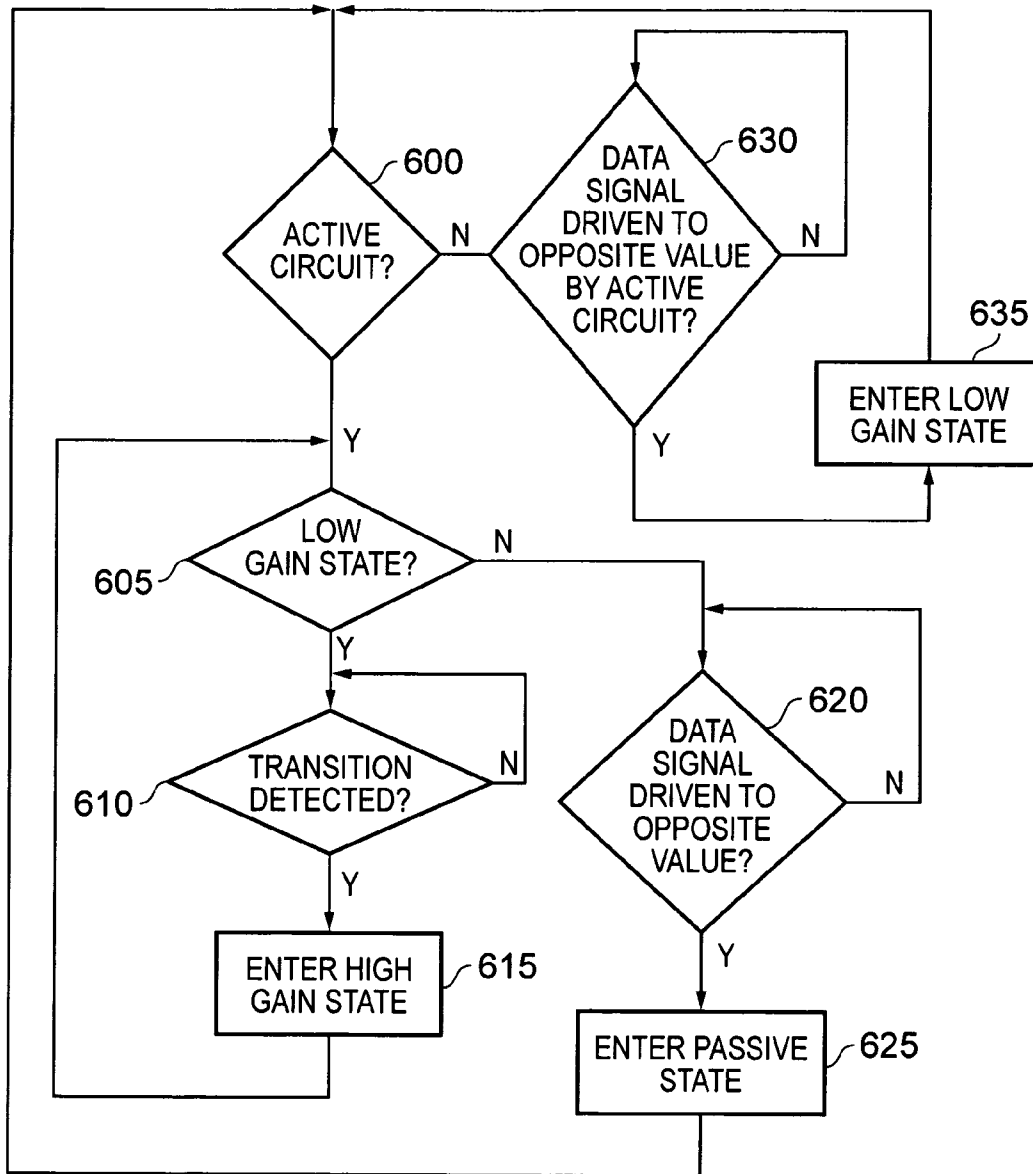 600
ACTIVE
CIRCUIT?
N
Y
630
DATA
SIGNAL
DRIVEN TO
OPPOSITE VALUE
BY ACTIVE
CIRCUIT?
N
Y
635
ENTER LOW
GAIN STATE
LOW
GAIN STATE?
605
N
Y
TRANSITION
DETECTED?
610
N
Y
ENTER HIGH
GAIN STATE
615
620
DATA
SIGNAL
DRIVEN TO
OPPOSITE
VALUE?
N
Y
ENTER PASSIVE
STATE
625